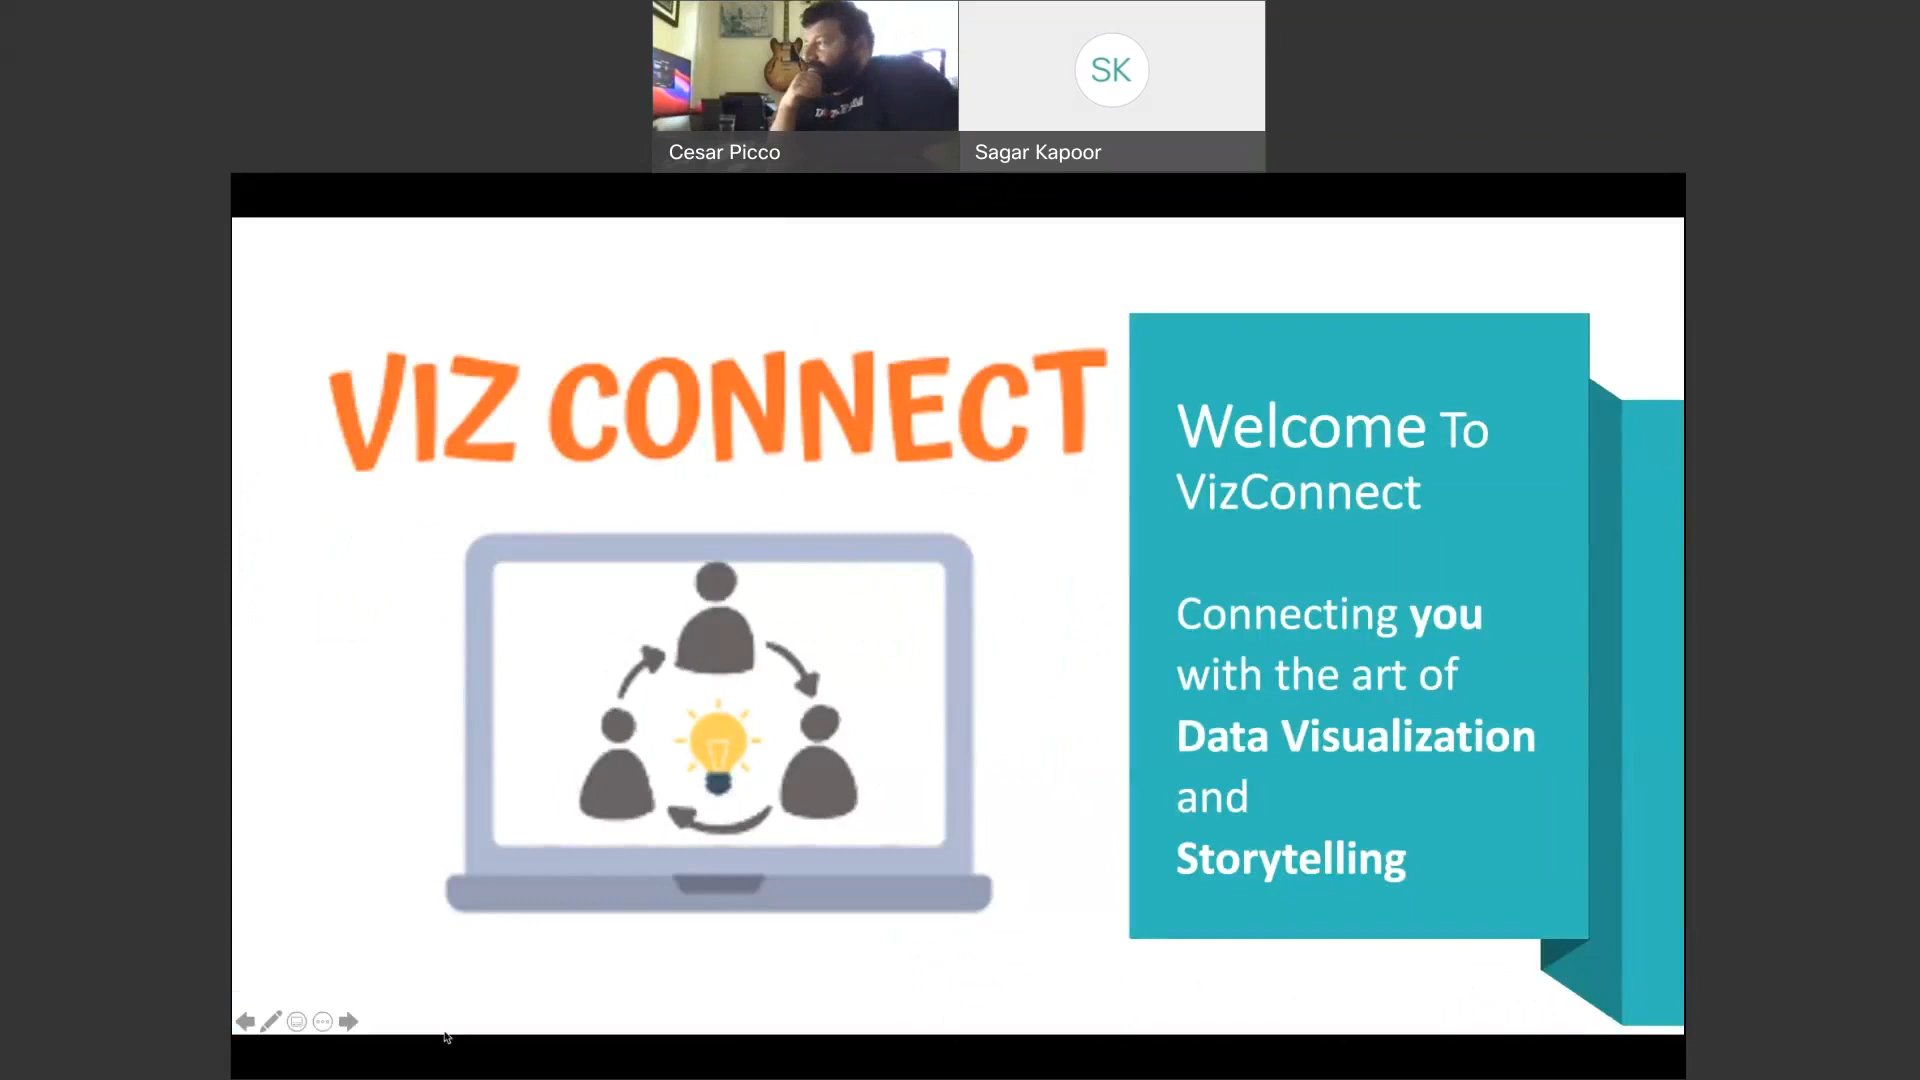 SK
Cesar Picco
Sagar Kapoor
VIZ CONNECT
Welcome To
VizConnect
Connecting you
with the art of
Data Visualization
and
Storytelling